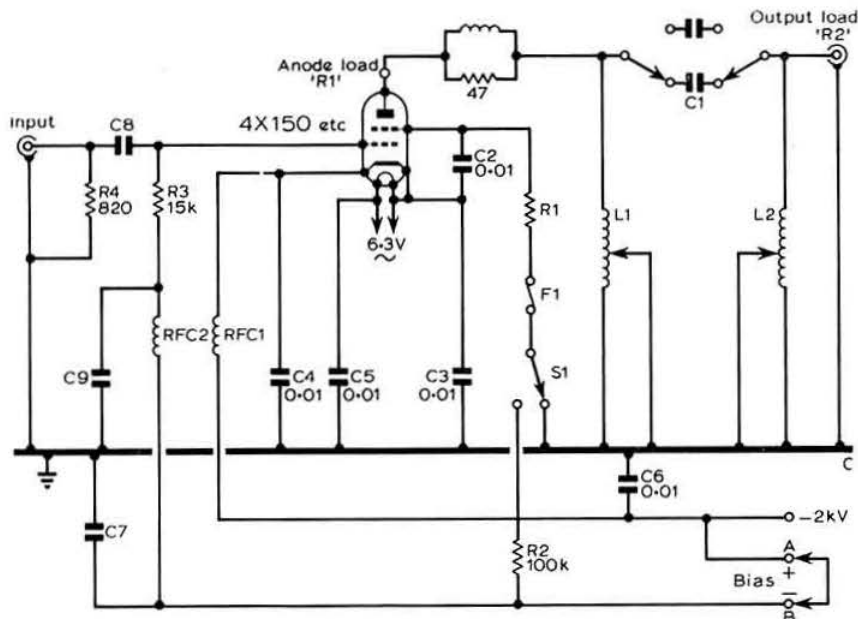 Output load
'R2'
Anode load
'R1'
47
C1
input
C8
4X150 etc
C2
0·01
R4
820
R3
15k
R1
L1
L2
6·3V
F1
RFC2
RFC1
S1
C9
C4
0·01
C5
0·01
C3
0·01
C
C6
0·01
C7
−2kV
R2
100k
A
+
Bias
−
B